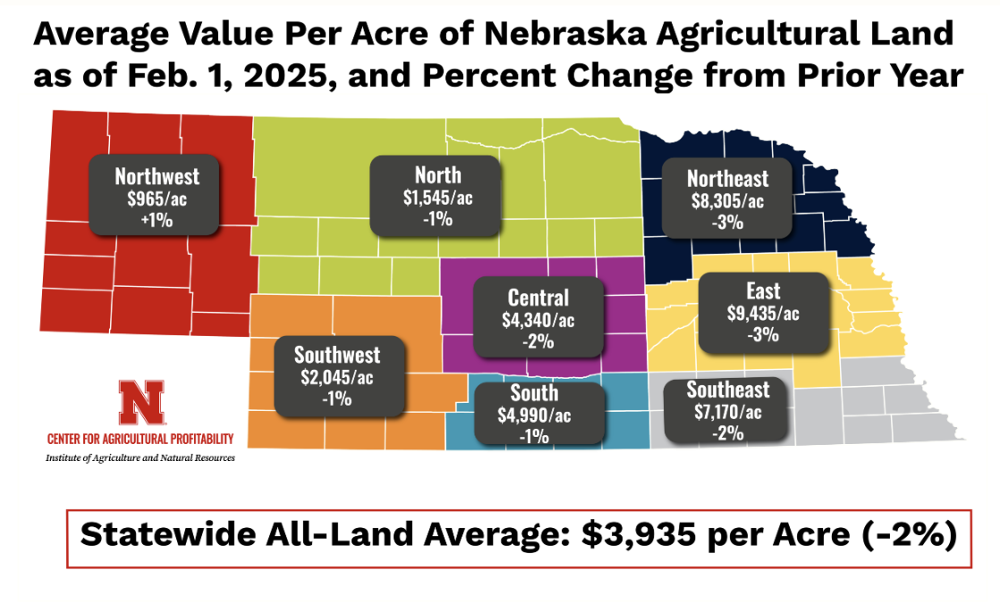 Average Value Per Acre of Nebraska Agricultural Land
as of Feb. 1, 2025, and Percent Change from Prior Year
Northwest
$965/ac
+1%
North
$1,545/ac
-1%
Northeast
$8,305/ac
-3%
Central
$4,340/ac
-2%
East
$9,435/ac
-3%
Southwest
$2,045/ac
-1%
South
$4,990/ac
-1%
Southeast
$7,170/ac
-2%
N
CENTER FOR AGRICULTURAL PROFITABILITY
Institute of Agriculture and Natural Resources
Statewide All-Land Average: $3,935 per Acre (-2%)